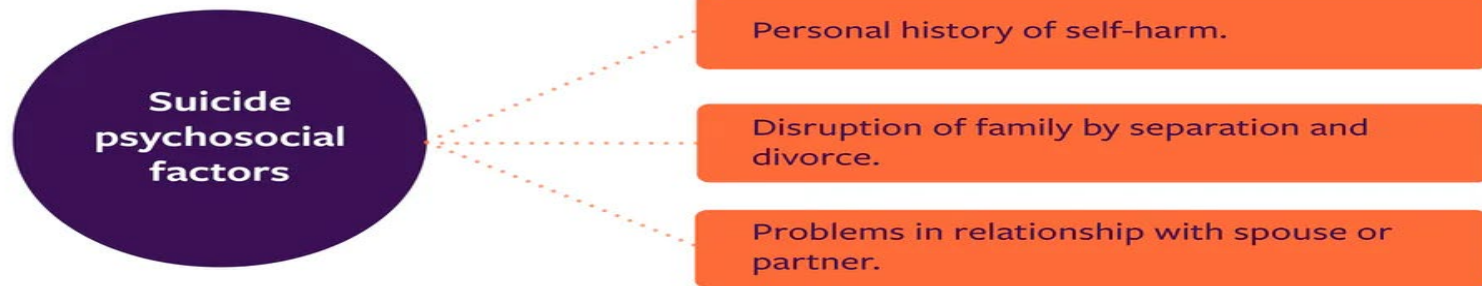 Suicide
psychosocial
factors
Personal history of self-harm.
Disruption of family by separation and
divorce.
Problems in relationship with spouse or
partner.